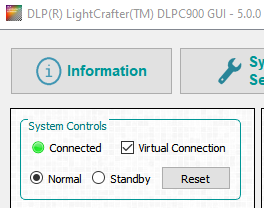 DLP(R) LightCrafter(TM) DLPC900 GUI - 5.0.0
Information
System Controls
Connected Virtual Connection
Normal Standby Reset